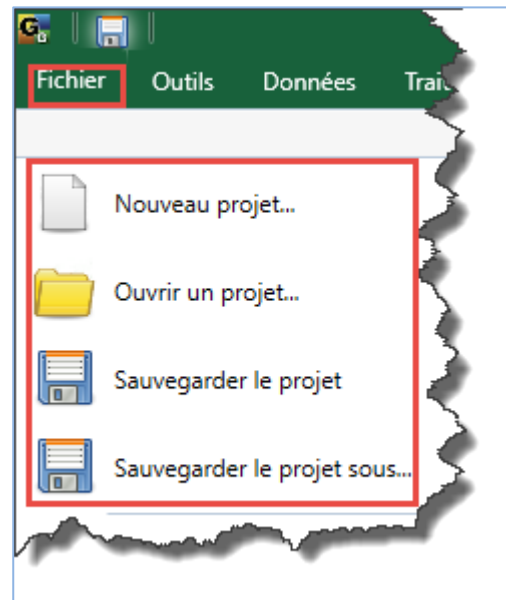 Fichier Outils Données
Nouveau projet...
Ouvrir un projet...
Sauvegarder le projet
Sauvegarder le projet sous...